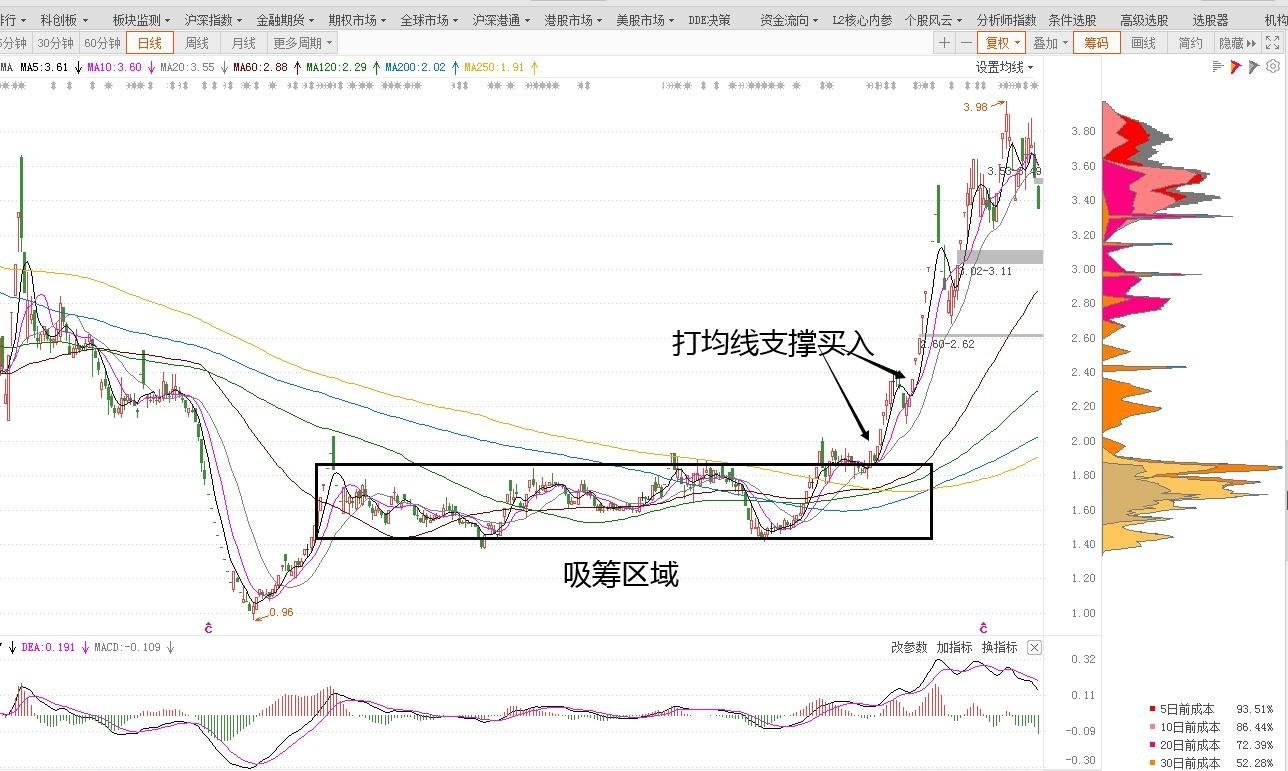 排行 科创板 板块监测 沪深指数 金融期货 期权市场 全球市场 沪深港通 港股市场 美股市场 DDE决策 资金流向 L2核心内参 个股风云 分析师指数 条件选股 高级选股 选股器 机构
5分钟 30分钟 60分钟 日线 周线 月线 更多周期 复权 叠加 筹码 画线 简约 隐藏
MA MA5:3.61 ↓ MA10:3.60 ↓ MA20:3.55 ↓ MA60:2.88 ↑ MA120:2.29 ↑ MA200:2.02 ↑ MA250:1.91 ↑ 设置均线
3.98
3.80
3.60
3.40
3.20
3.00
.02-3.11
2.80
2.60
打均线支撑买入
2.60-2.62
2.40
2.20
2.00
1.80
1.60
1.40
吸筹区域
1.20
0.96
1.00
DEA:0.191 ↓ MACD:-0.109 ↓ 改参数 加指标 换指标
0.32
0.11
-0.09
-0.30
5日前成本 93.51%
10日前成本 86.44%
20日前成本 72.39%
30日前成本 52.28%